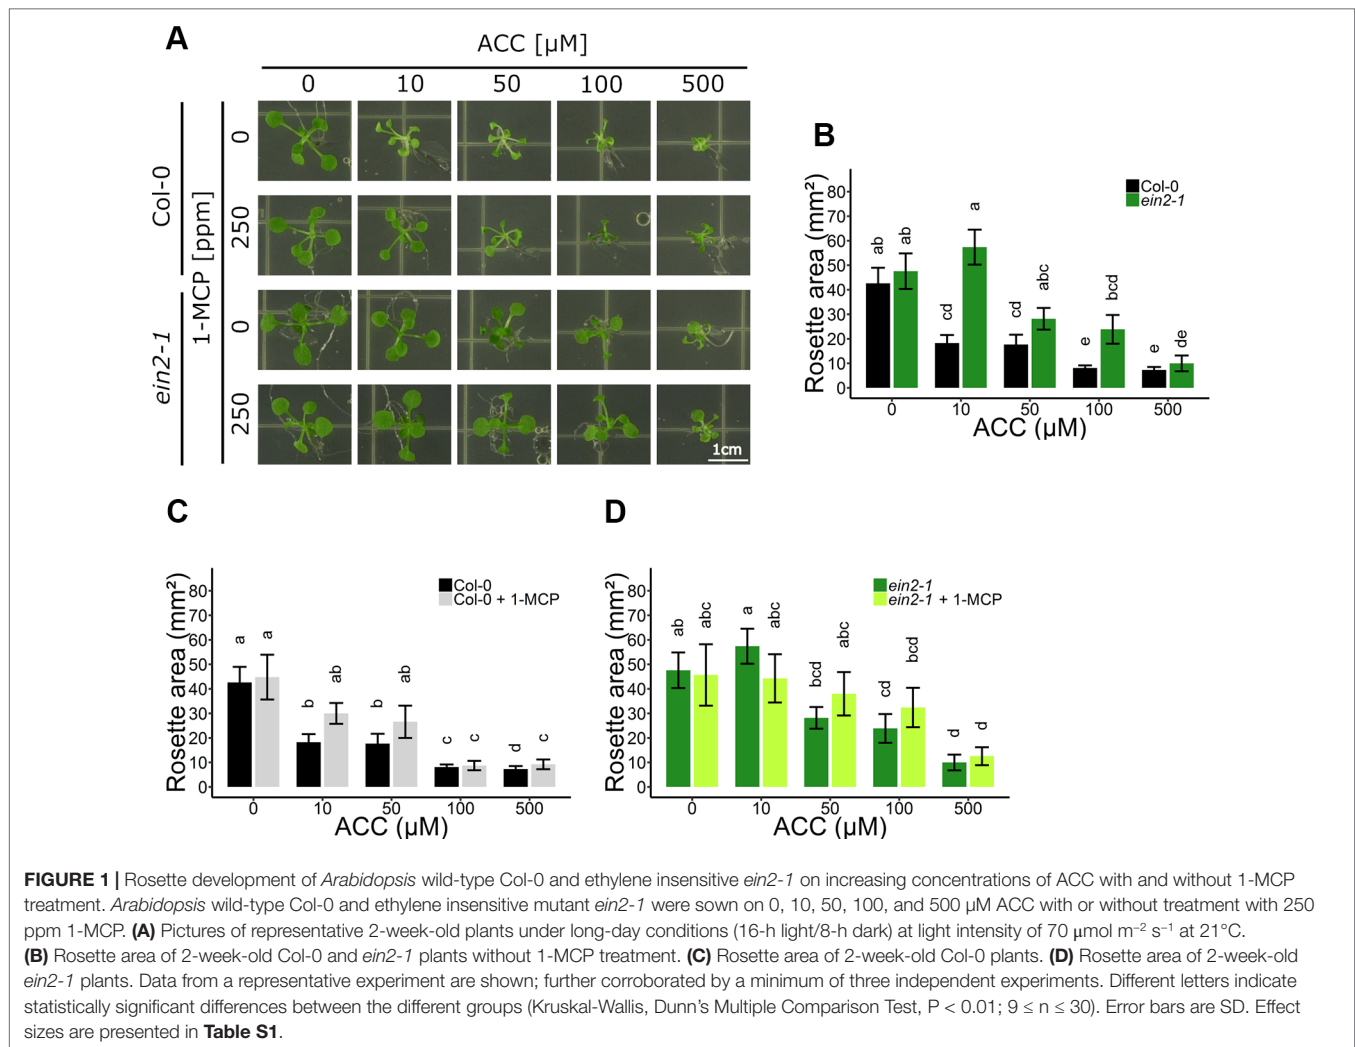 A
ACC [µM]
0 10 50 100 500
Col-0
ein2-1
1-MCP [ppm]
0
250
0
250
1cm
B
Rosette area (mm²)
80
70
60
50
40
30
20
10
0
Col-0
ein2-1
ab ab cd a cd abc e bcd e de
0 10 50 100 500
ACC (µM)
C
Rosette area (mm²)
80
70
60
50
40
30
20
10
0
Col-0
Col-0 + 1-MCP
a a b ab b ab c c d c
0 10 50 100 500
ACC (µM)
D
Rosette area (mm²)
80
70
60
50
40
30
20
10
0
ein2-1
ein2-1 + 1-MCP
ab abc a abc bcd abc cd bcd d d
0 10 50 100 500
ACC (µM)
FIGURE 1 | Rosette development of Arabidopsis wild-type Col-0 and ethylene insensitive ein2-1 on increasing concentrations of ACC with and without 1-MCP
treatment. Arabidopsis wild-type Col-0 and ethylene insensitive mutant ein2-1 were sown on 0, 10, 50, 100, and 500 µM ACC with or without treatment with 250
ppm 1-MCP. (A) Pictures of representative 2-week-old plants under long-day conditions (16-h light/8-h dark) at light intensity of 70 µmol m⁻² s⁻¹ at 21°C.
(B) Rosette area of 2-week-old Col-0 and ein2-1 plants without 1-MCP treatment. (C) Rosette area of 2-week-old Col-0 plants. (D) Rosette area of 2-week-old
ein2-1 plants. Data from a representative experiment are shown; further corroborated by a minimum of three independent experiments. Different letters indicate
statistically significant differences between the different groups (Kruskal-Wallis, Dunn's Multiple Comparison Test, P < 0.01; 9 ≤ n ≤ 30). Error bars are SD. Effect
sizes are presented in Table S1.